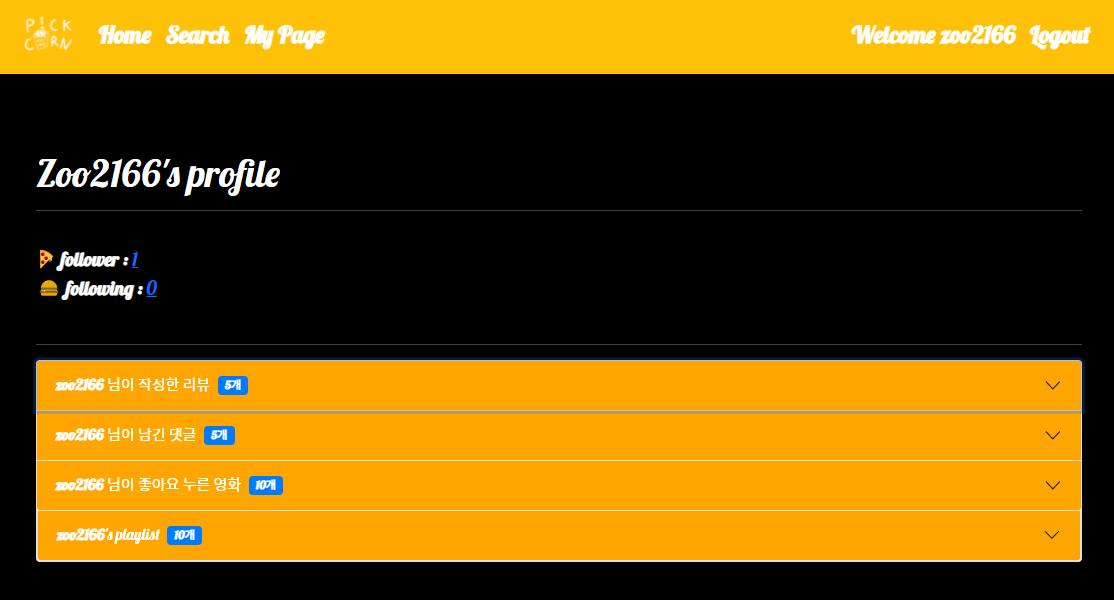 P!CK
CORN
Home Search My Page
Welcome zoo2166 Logout
Zoo2166's profile
follower : 1
following : 0
zoo2166 님이 작성한 리뷰 5개
zoo2166 님이 남긴 댓글 5개
zoo2166 님이 좋아요 누른 영화 10개
zoo2166's playlist 10개